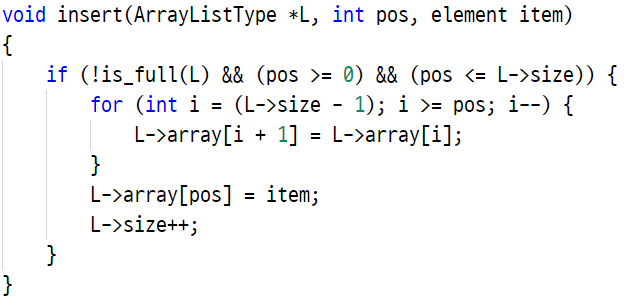 void insert(ArrayListType *L, int pos, element item)
{
    if (!is_full(L) && (pos >= 0) && (pos <= L->size)) {
        for (int i = (L->size - 1); i >= pos; i--) {
            L->array[i + 1] = L->array[i];
        }
        L->array[pos] = item;
        L->size++;
    }
}